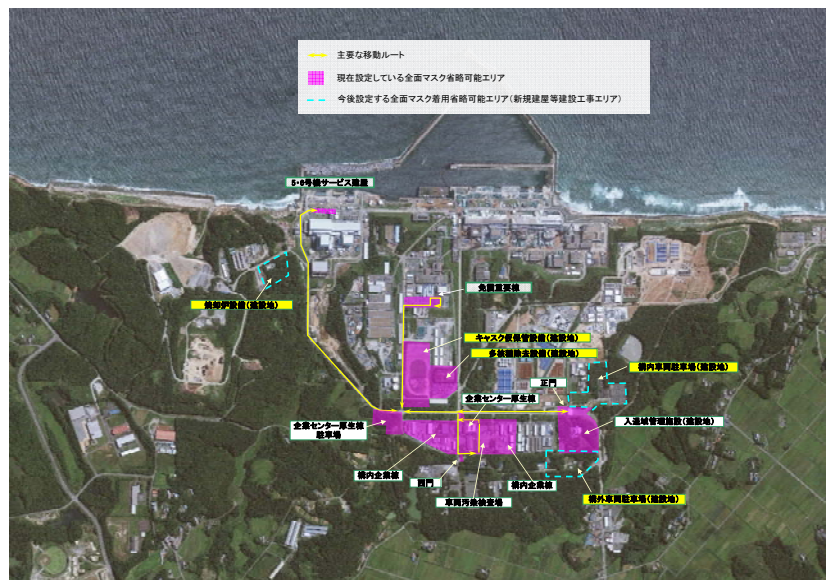 主要な移動ルート
現在設定している全面マスク省略可能エリア
今後設定する全面マスク着用省略可能エリア(新規建屋等建設工事エリア)
5・6号機サービス建屋
免震重要棟
焼却炉設備(建設地)
キャスク仮保管設備(建設地)
多核種除去設備(建設地)
構内車両駐車場(建設地)
正門
企業センター厚生棟
企業センター厚生棟
駐車場
入退域管理施設(建設地)
構内企業棟
西門
車両汚染検査場
構内企業棟
構外車両駐車場(建設地)